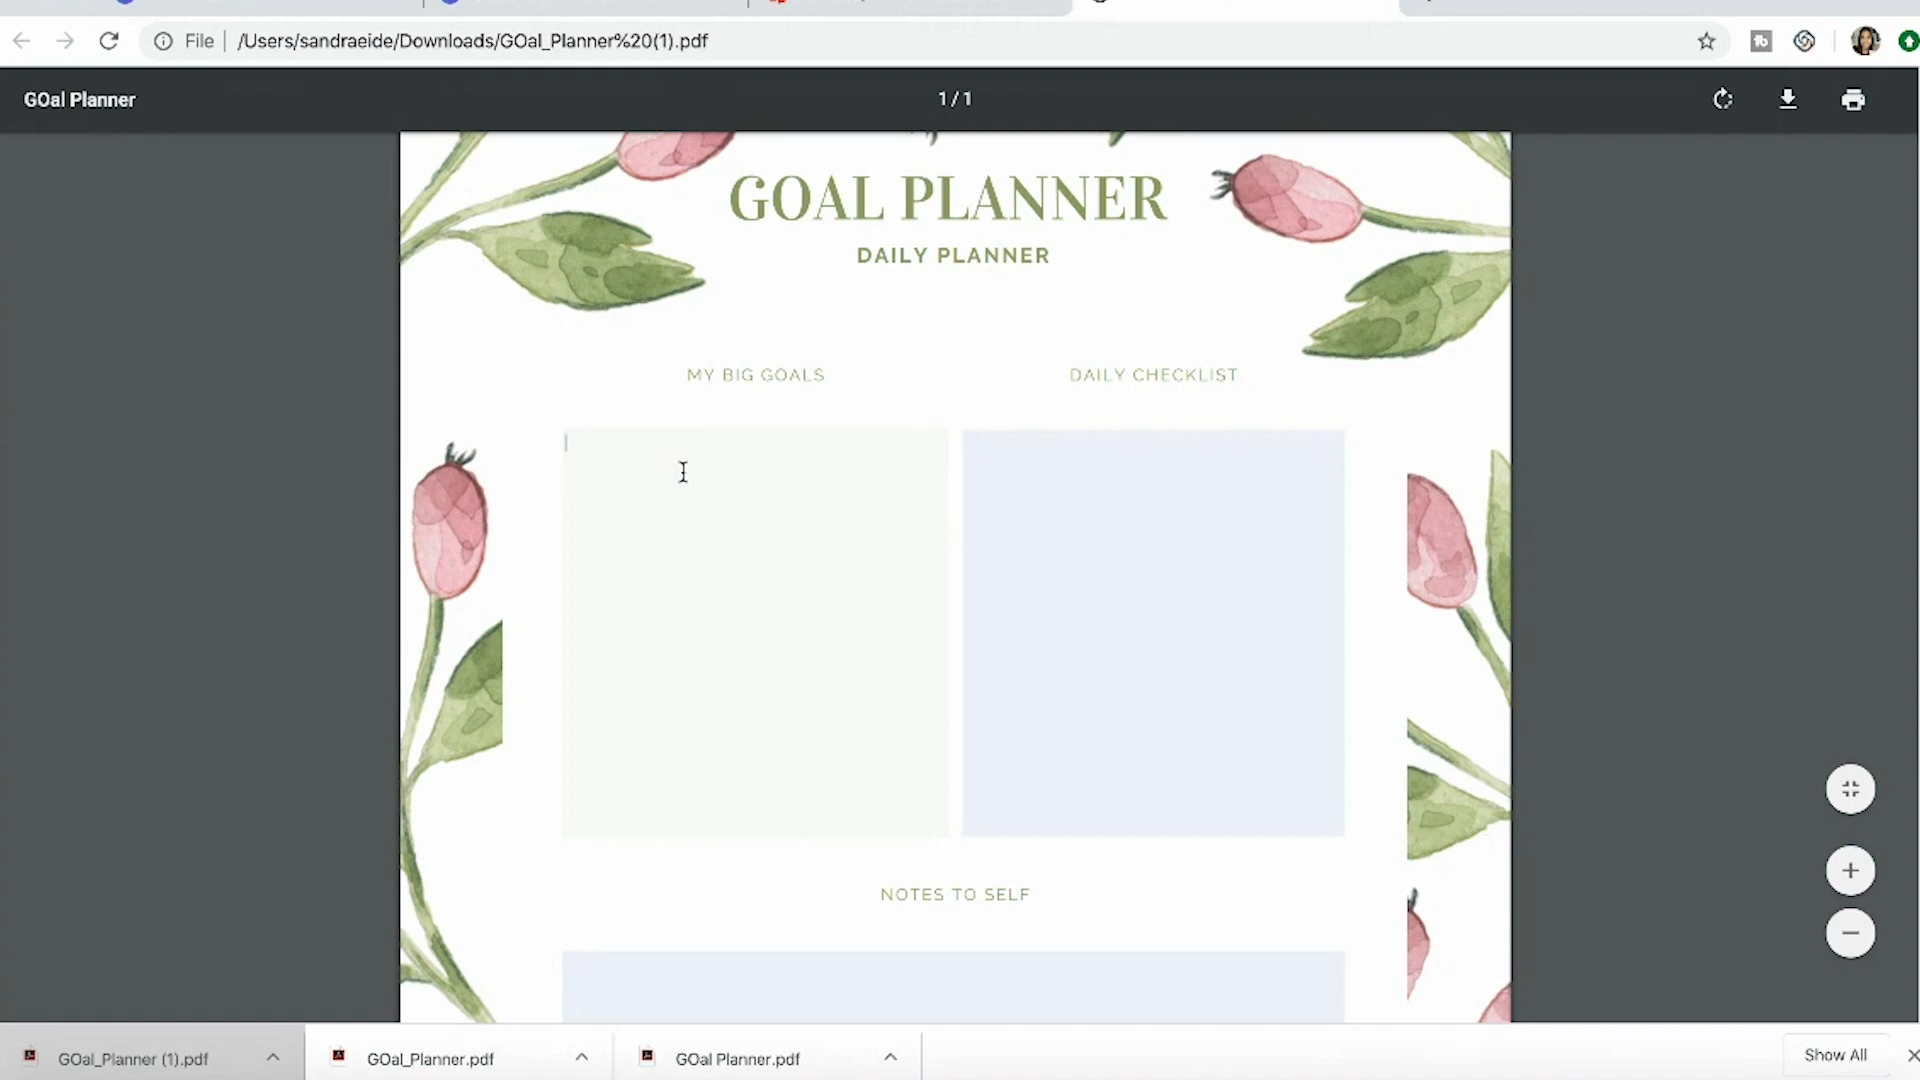 File
/Users/sandraeide/Downloads/GOal_Planner%20(1).pdf
GOal Planner
1 / 1
GOAL PLANNER
DAILY PLANNER
MY BIG GOALS
DAILY CHECKLIST
NOTES TO SELF
GOal_Planner (1).pdf
GOal_Planner.pdf
GOal Planner.pdf
Show All